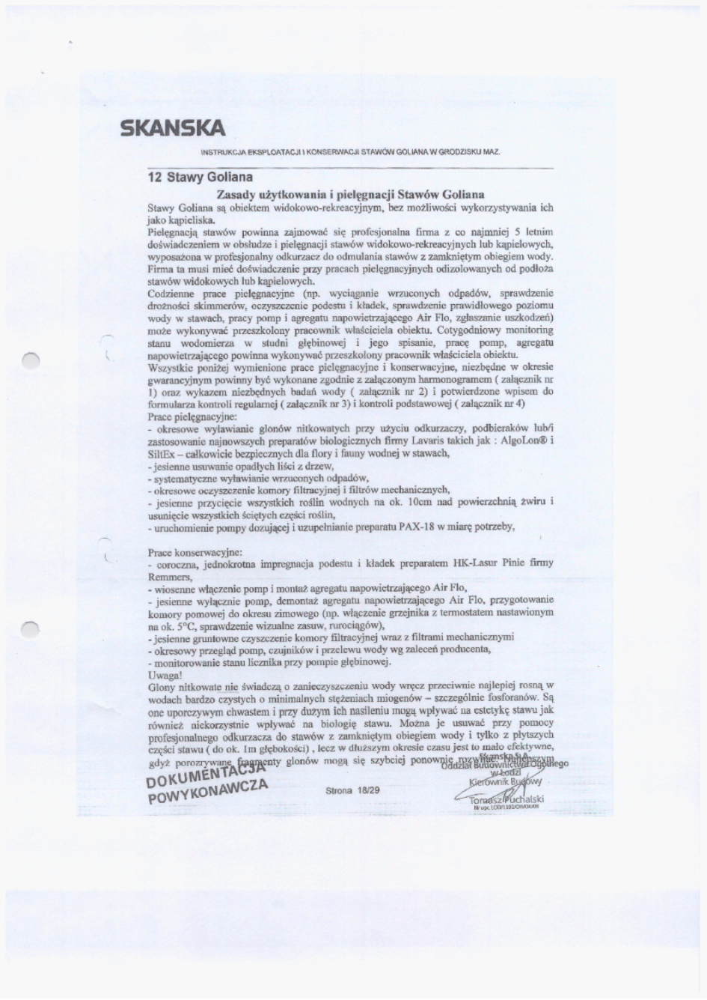 SKANSKA
INSTRUKCJA EKSPLOATACJI I KONSERWACJI STAWÓW GOLIANA W GRODZISKU MAZ.
12 Stawy Goliana
Zasady użytkowania i pielęgnacji Stawów Goliana
Stawy Goliana są obiektem widokowo-rekreacyjnym, bez możliwości wykorzystywania ich
jako kąpieliska.
Pielęgnacją stawów powinna zajmować się profesjonalna firma z co najmniej 5 letnim
doświadczeniem w obsłudze i pielęgnacji stawów widokowo-rekreacyjnych lub kąpielowych,
wyposażona w profesjonalny odkurzacz do odmulania stawów z zamkniętym obiegiem wody.
Firma ta musi mieć doświadczenie przy pracach pielęgnacyjnych odizolowanych od podłoża
stawów widokowych lub kąpielowych.
Codzienne prace pielęgnacyjne (np. wyciąganie wrzuconych odpadów, sprawdzenie
drożności skimmerów, oczyszczenie podestu i kładek, sprawdzenie prawidłowego poziomu
wody w stawach, pracy pomp i agregatu napowietrzającego Air Flo, zgłaszanie uszkodzeń)
może wykonywać przeszkolony pracownik właściciela obiektu. Cotygodniowy monitoring
stanu wodomierza w studni głębinowej i jego spisanie, pracę pomp, agregatu
napowietrzającego powinna wykonywać przeszkolony pracownik właściciela obiektu.
Wszystkie poniżej wymienione prace pielęgnacyjne i konserwacyjne, niezbędne w okresie
gwarancyjnym powinny być wykonane zgodnie z załączonym harmonogramem ( załącznik nr
1) oraz wykazem niezbędnych badań wody ( załącznik nr 2) i potwierdzone wpisem do
formularza kontroli regularnej ( załącznik nr 3) i kontroli podstawowej ( załącznik nr 4)
Prace pielęgnacyjne:
- okresowe wyławianie glonów nitkowatych przy użyciu odkurzaczy, podbieraków lub/i
zastosowanie najnowszych preparatów biologicznych firmy Lavaris takich jak : AlgoLon® i
SiltEx – całkowicie bezpiecznych dla flory i fauny wodnej w stawach,
- jesienne usuwanie opadłych liści z drzew,
- systematyczne wyławianie wrzuconych odpadów,
- okresowe oczyszczenie komory filtracyjnej i filtrów mechanicznych,
- jesienne przycięcie wszystkich roślin wodnych na ok. 10cm nad powierzchnią żwiru i
usunięcie wszystkich ściętych części roślin,
- uruchomienie pompy dozującej i uzupełnianie preparatu PAX-18 w miarę potrzeby,
Prace konserwacyjne:
- coroczna, jednokrotna impregnacja podestu i kładek preparatem HK-Lasur Pinie firmy
Remmers,
- wiosenne włączenie pomp i montaż agregatu napowietrzającego Air Flo,
- jesienne wyłącznie pomp, demontaż agregatu napowietrzającego Air Flo, przygotowanie
komory pomowej do okresu zimowego (np. włączenie grzejnika z termostatem nastawionym
na ok. 5°C, sprawdzenie wizualne zasuw, rurociągów),
- jesienne gruntowne czyszczenie komory filtracyjnej wraz z filtrami mechanicznymi
- okresowy przegląd pomp, czujników i przelewu wody wg zaleceń producenta,
- monitorowanie stanu licznika przy pompie głębinowej.
Uwaga!
Glony nitkowate nie świadczą o zanieczyszczeniu wody wręcz przeciwnie najlepiej rosną w
wodach bardzo czystych o minimalnych stężeniach miogenów – szczególnie fosforanów. Są
one uporczywym chwastem i przy dużym ich nasileniu mogą wpływać na estetykę stawu jak
również niekorzystnie wpływać na biologię stawu. Można je usuwać przy pomocy
profesjonalnego odkurzacza do stawów z zamkniętym obiegiem wody i tylko z płytszych
części stawu ( do ok. 1m głębokości) , lecz w dłuższym okresie czasu jest to mało efektywne,
gdyż porozrywane fragmenty glonów mogą się szybciej ponownie rozwinąć. Najlepszym
Skanska S.A.
Oddział Budownictwa Ogólnego
w Łodzi
Kierownik Budowy
Tomasz Puchalski
DOKUMENTACJA
POWYKONAWCZA
Strona 18/29